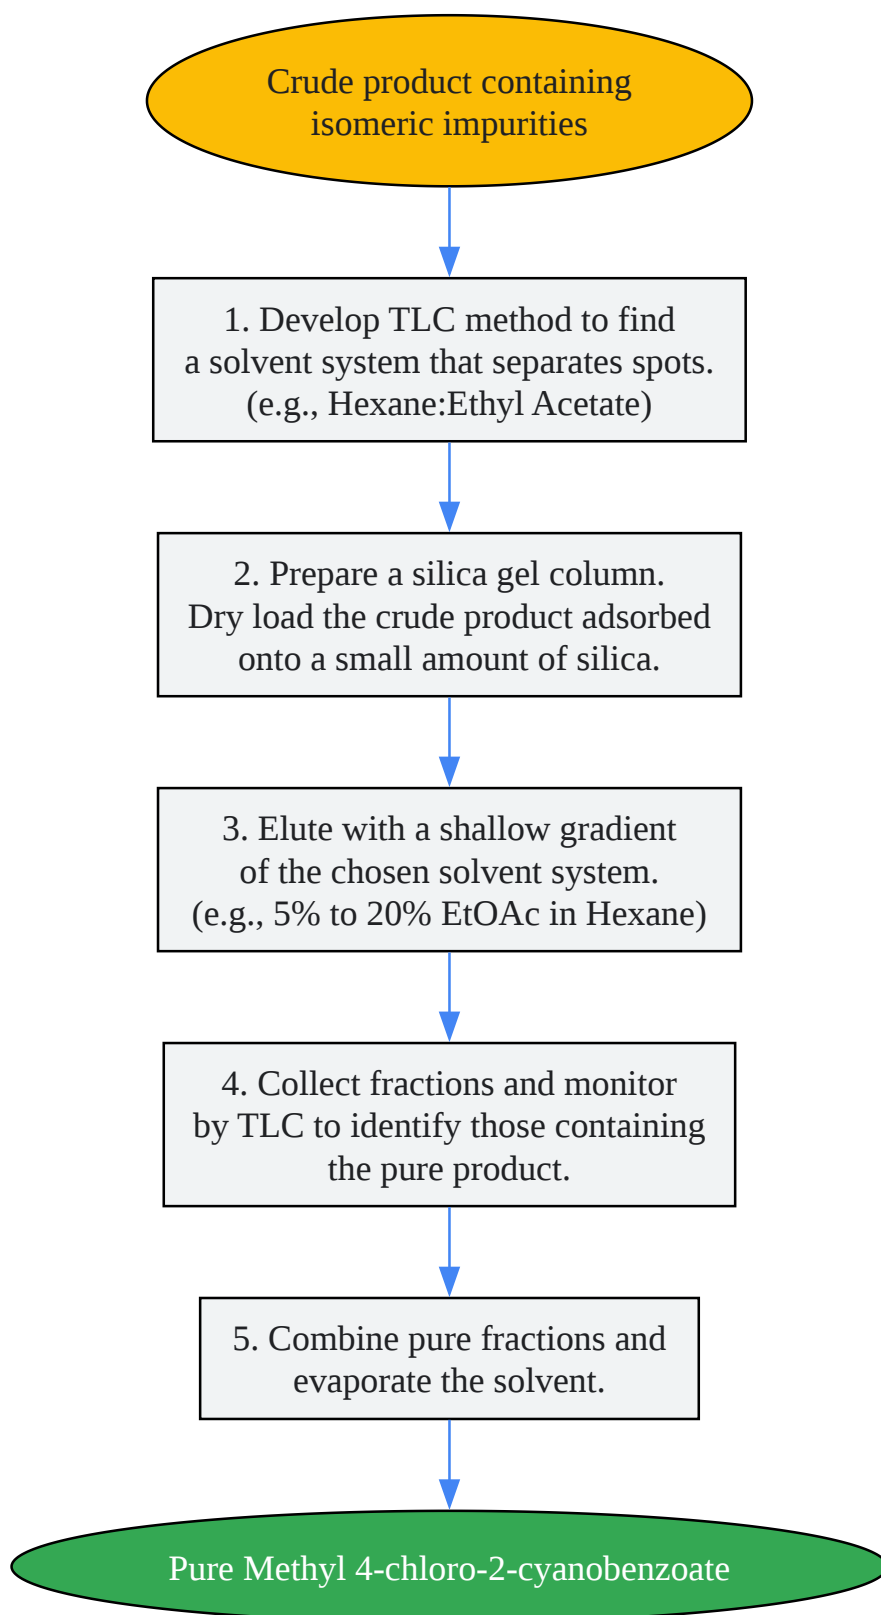 Crude product containing
isomeric impurities
1. Develop TLC method to find
a solvent system that separates spots.
(e.g., Hexane:Ethyl Acetate)
2. Prepare a silica gel column.
Dry load the crude product adsorbed
onto a small amount of silica.
3. Elute with a shallow gradient
of the chosen solvent system.
(e.g., 5% to 20% EtOAc in Hexane)
4. Collect fractions and monitor
by TLC to identify those containing
the pure product.
5. Combine pure fractions and
evaporate the solvent.
Pure Methyl 4-chloro-2-cyanobenzoate